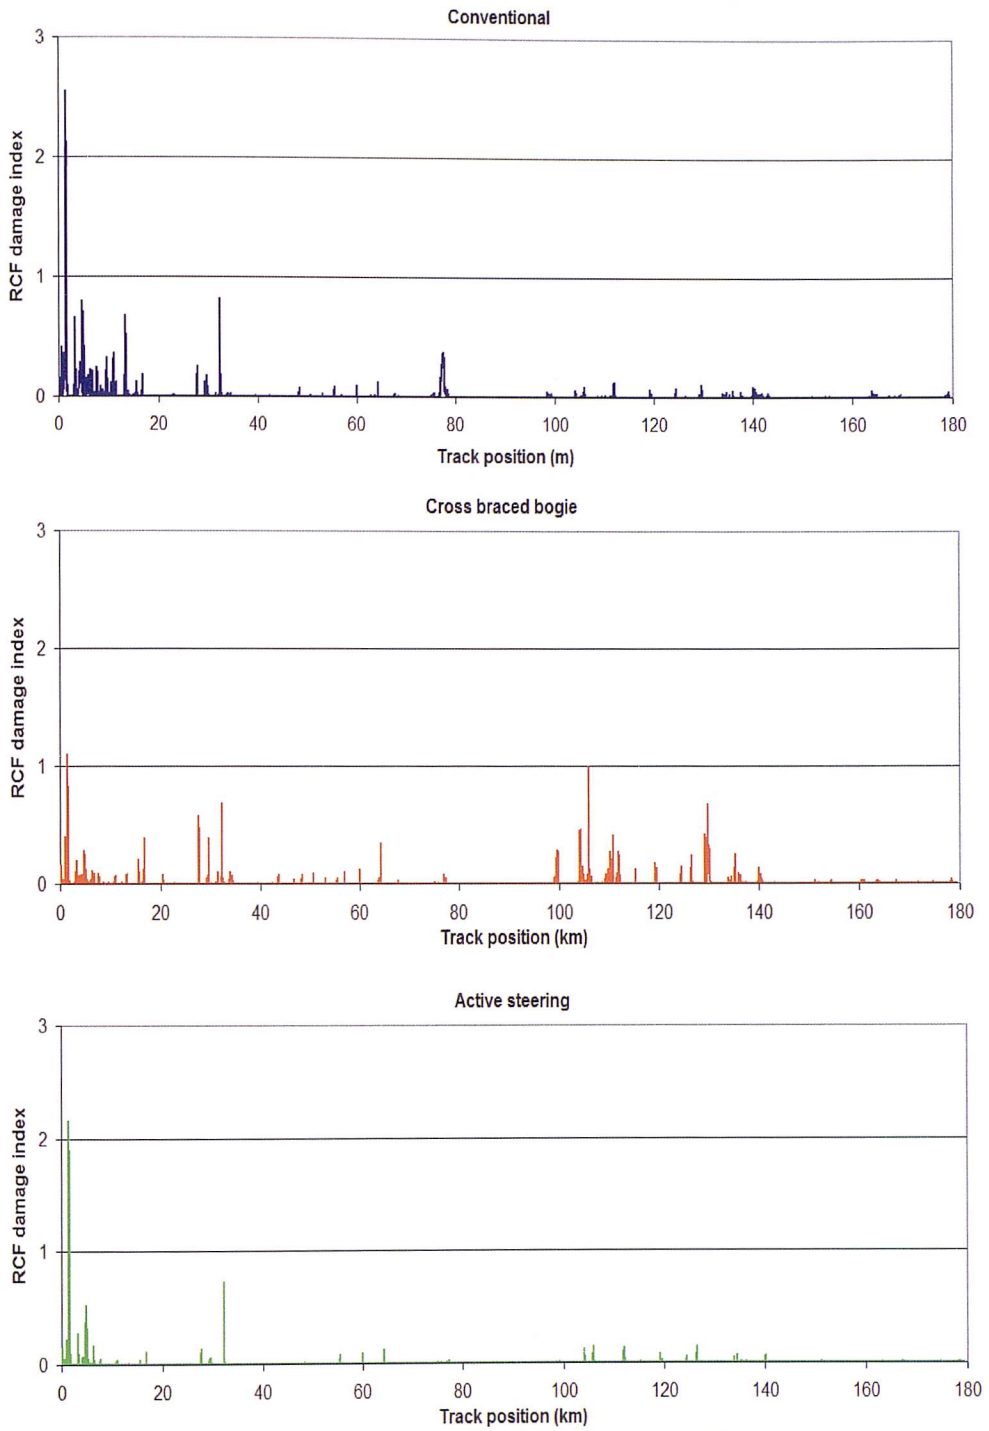 Conventional
3
2
1
0
RCF damage index
0 20 40 60 80 100 120 140 160 180
Track position (m)
Cross braced bogie
3
2
1
0
RCF damage index
0 20 40 60 80 100 120 140 160 180
Track position (km)
Active steering
3
2
1
0
RCF damage index
0 20 40 60 80 100 120 140 160 180
Track position (km)